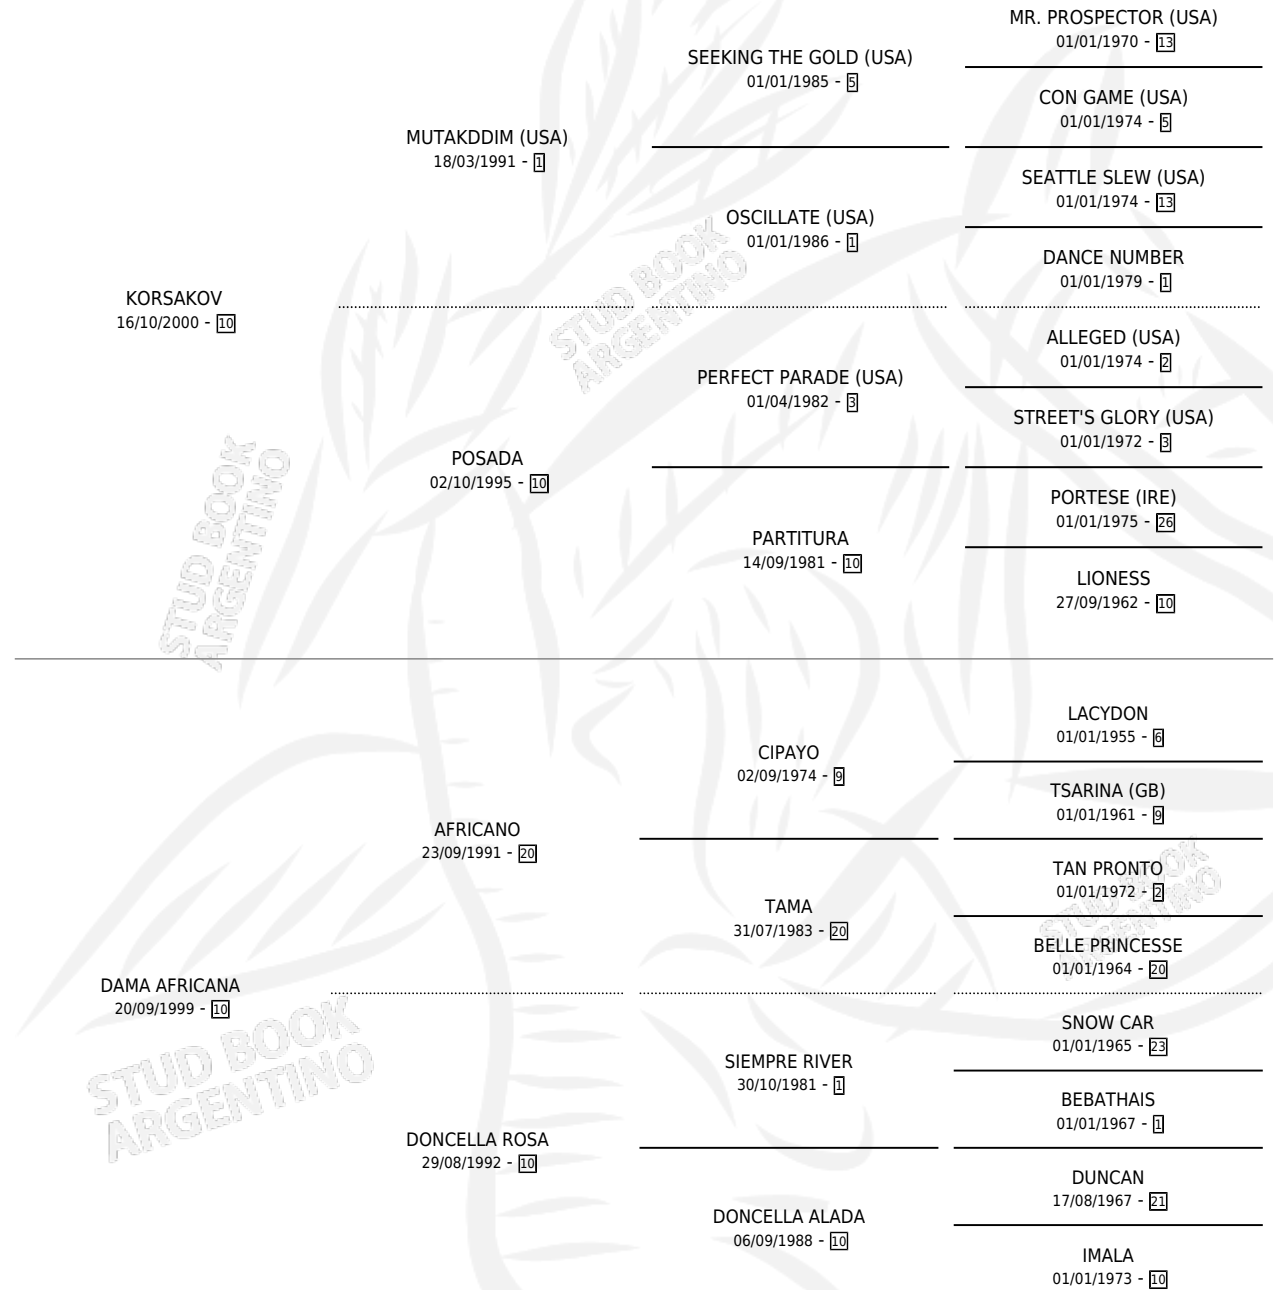 MR. PROSPECTOR (USA)
01/01/1970 - 13
SEEKING THE GOLD (USA)
01/01/1985 - 5
CON GAME (USA)
01/01/1974 - 5
MUTAKDDIM (USA)
18/03/1991 - 1
SEATTLE SLEW (USA)
01/01/1974 - 13
OSCILLATE (USA)
01/01/1986 - 1
DANCE NUMBER
01/01/1979 - 1
KORSAKOV
16/10/2000 - 10
ALLEGED (USA)
01/01/1974 - 2
PERFECT PARADE (USA)
01/04/1982 - 3
STREET'S GLORY (USA)
01/01/1972 - 3
POSADA
02/10/1995 - 10
PORTESE (IRE)
01/01/1975 - 26
PARTITURA
14/09/1981 - 10
LIONESS
27/09/1962 - 10
LACYDON
01/01/1955 - 6
CIPAYO
02/09/1974 - 9
TSARINA (GB)
01/01/1961 - 9
AFRICANO
23/09/1991 - 20
TAN PRONTO
01/01/1972 - 2
TAMA
31/07/1983 - 20
BELLE PRINCESSE
01/01/1964 - 20
DAMA AFRICANA
20/09/1999 - 10
SNOW CAR
01/01/1965 - 23
SIEMPRE RIVER
30/10/1981 - 1
BEBATHAIS
01/01/1967 - 1
DONCELLA ROSA
29/08/1992 - 10
DUNCAN
17/08/1967 - 21
DONCELLA ALADA
06/09/1988 - 10
IMALA
01/01/1973 - 10
STUD BOOK
ARGENTINO
STUD BOOK
ARGENTINO
STUD BOOK
ARGENTINO
STUD BOOK
ARGENTINO